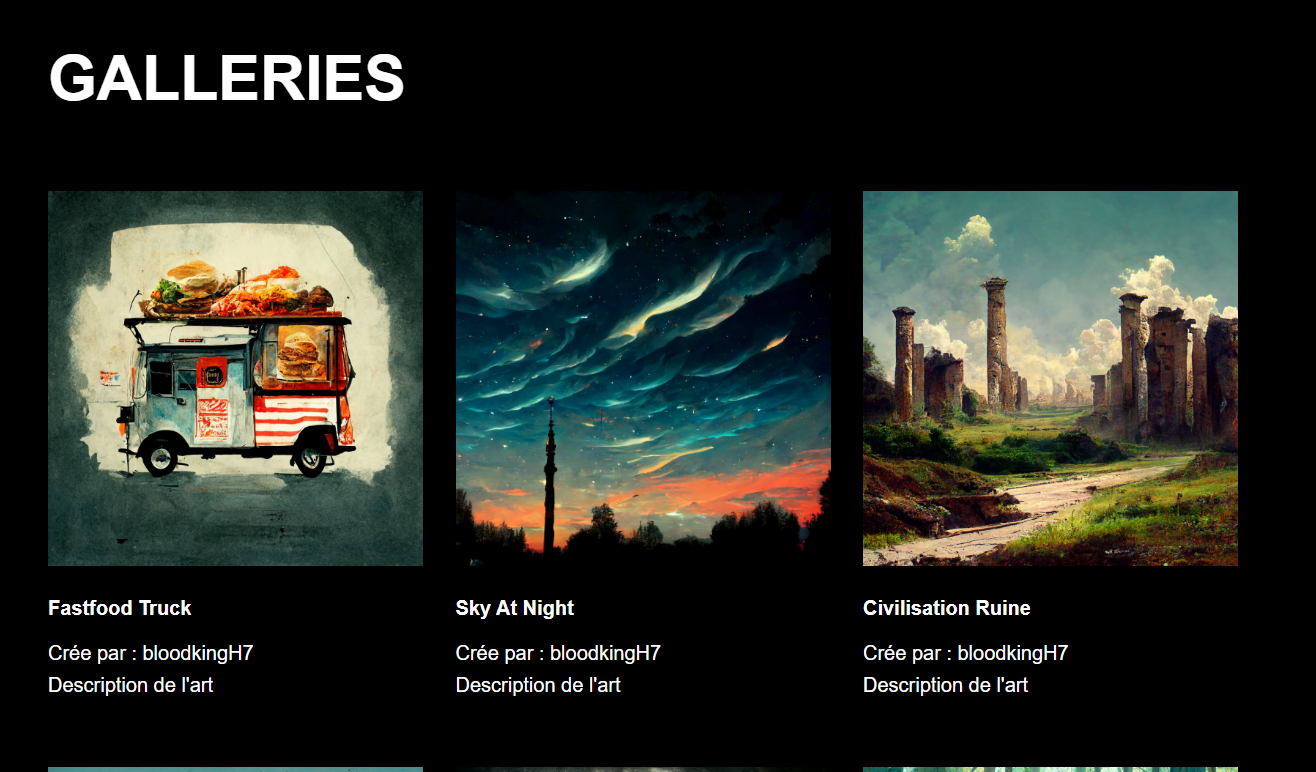 GALLERIES
Fastfood Truck
Crée par : bloodkingH7
Description de l'art
Sky At Night
Crée par : bloodkingH7
Description de l'art
Civilisation Ruine
Crée par : bloodkingH7
Description de l'art